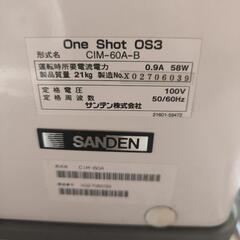 One Shot OS3
形式名 CIM-60A-B
運転時所要電流電力 0.9A 58W
製品質量 21kg 製造No.X02706039
定格電圧 100V
定格周波数 50/60Hz
サンデン株式会社
21601-59472
SANDEN
CIM-60A